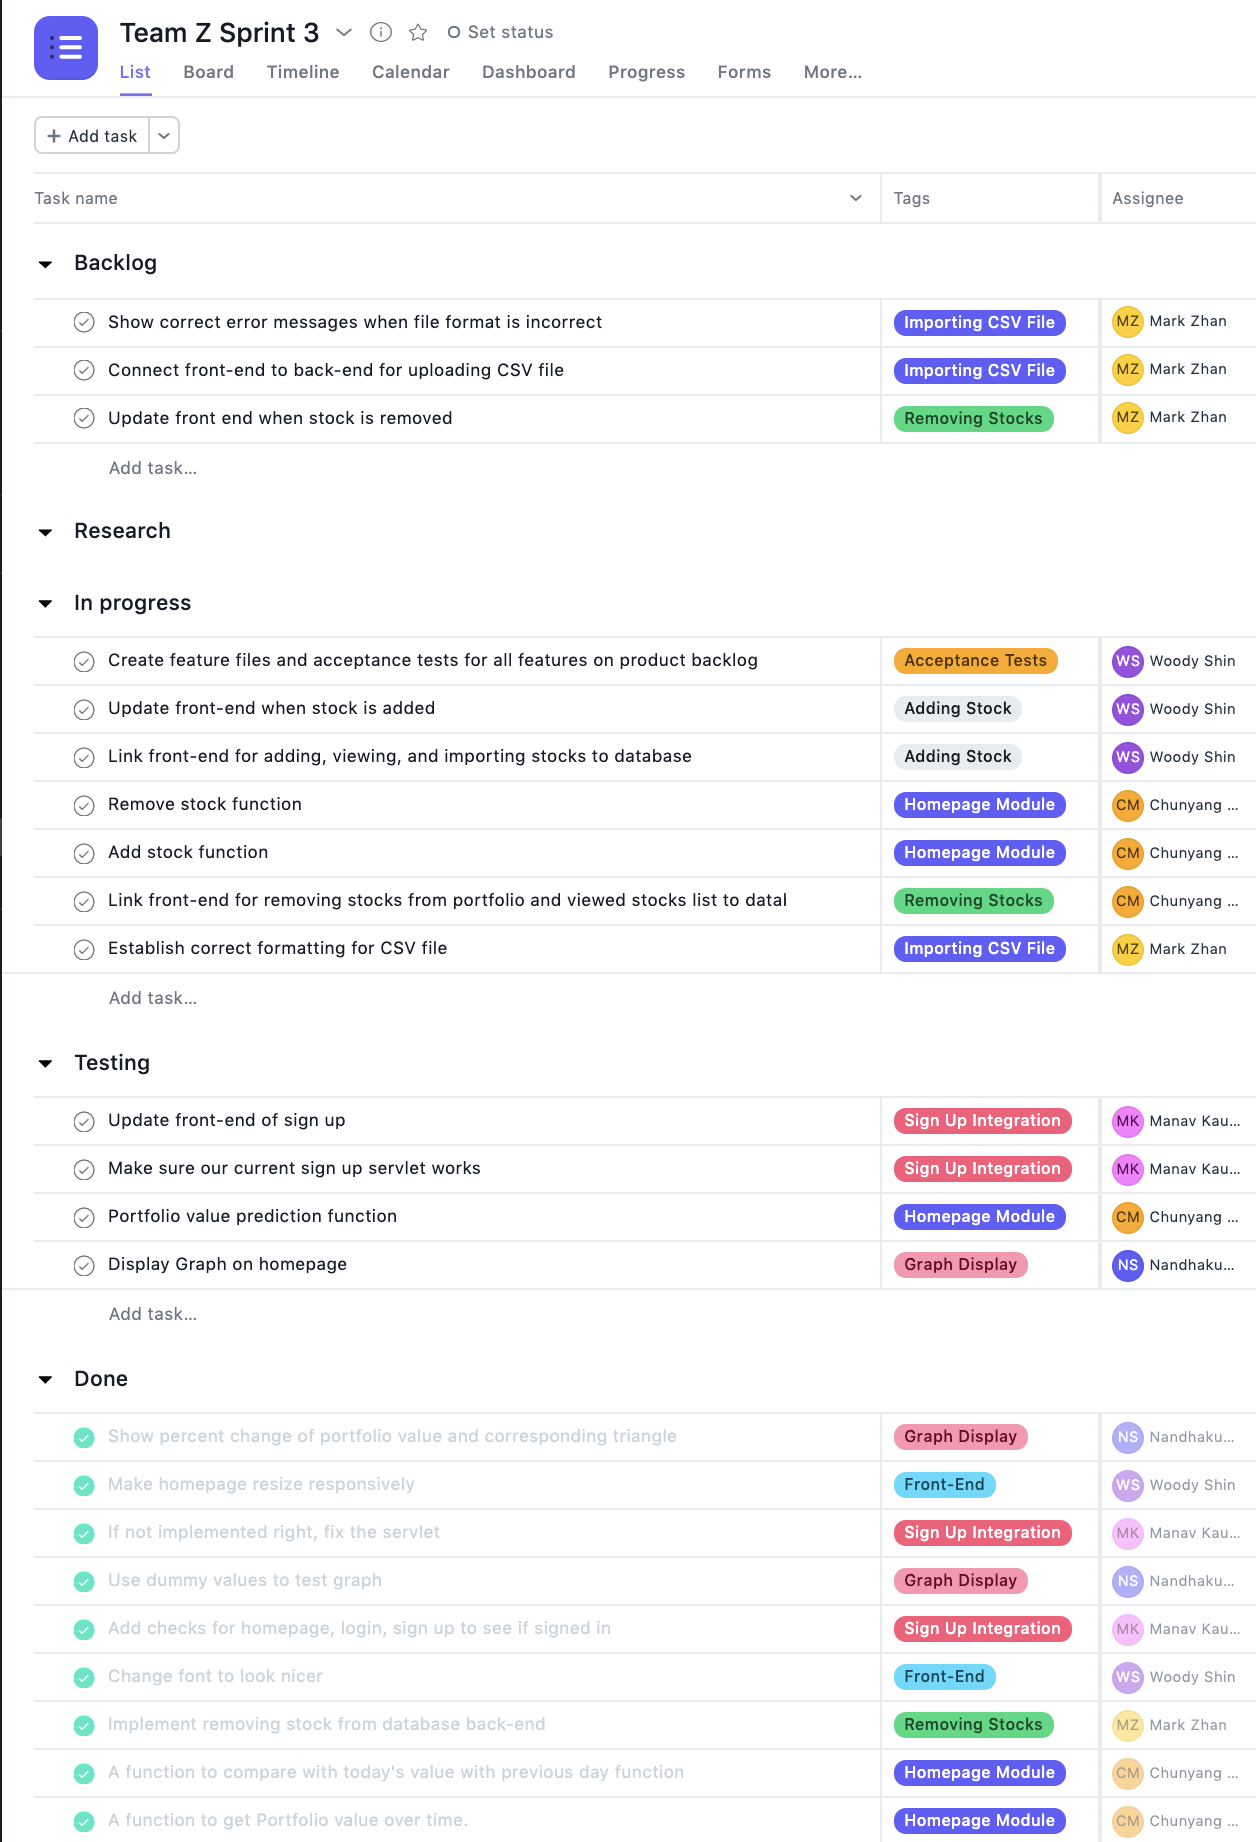 Team Z Sprint 3
Set status
List Board Timeline Calendar Dashboard Progress Forms More...
+ Add task
Task name Tags Assignee
Backlog
Show correct error messages when file format is incorrect Importing CSV File MZ Mark Zhan
Connect front-end to back-end for uploading CSV file Importing CSV File MZ Mark Zhan
Update front end when stock is removed Removing Stocks MZ Mark Zhan
Add task...
Research
In progress
Create feature files and acceptance tests for all features on product backlog Acceptance Tests WS Woody Shin
Update front-end when stock is added Adding Stock WS Woody Shin
Link front-end for adding, viewing, and importing stocks to database Adding Stock WS Woody Shin
Remove stock function Homepage Module CM Chunyang ...
Add stock function Homepage Module CM Chunyang ...
Link front-end for removing stocks from portfolio and viewed stocks list to datal Removing Stocks CM Chunyang ...
Establish correct formatting for CSV file Importing CSV File MZ Mark Zhan
Add task...
Testing
Update front-end of sign up Sign Up Integration MK Manav Kau...
Make sure our current sign up servlet works Sign Up Integration MK Manav Kau...
Portfolio value prediction function Homepage Module CM Chunyang ...
Display Graph on homepage Graph Display NS Nandhaku...
Add task...
Done
Show percent change of portfolio value and corresponding triangle Graph Display NS Nandhaku...
Make homepage resize responsively Front-End WS Woody Shin
If not implemented right, fix the servlet Sign Up Integration MK Manav Kau...
Use dummy values to test graph Graph Display NS Nandhaku...
Add checks for homepage, login, sign up to see if signed in Sign Up Integration MK Manav Kau...
Change font to look nicer Front-End WS Woody Shin
Implement removing stock from database back-end Removing Stocks MZ Mark Zhan
A function to compare with today's value with previous day function Homepage Module CM Chunyang ...
A function to get Portfolio value over time. Homepage Module CM Chunyang ...